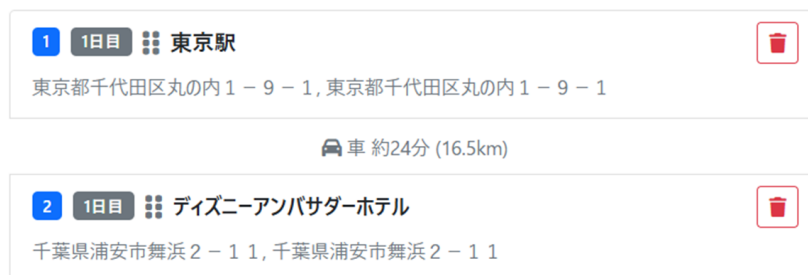 1 1日目 東京駅
東京都千代田区丸の内１－９－１, 東京都千代田区丸の内１－９－１
車 約24分 (16.5km)
2 1日目 ディズニーアンバサダーホテル
千葉県浦安市舞浜２－１１, 千葉県浦安市舞浜２－１１